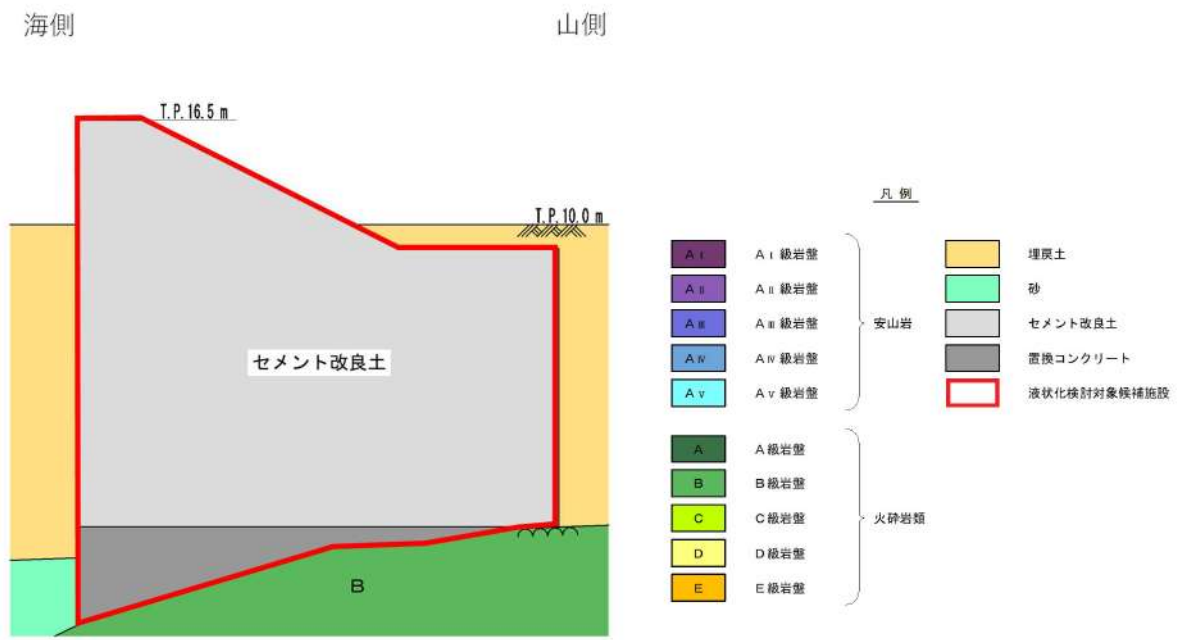 海側
山側
T.P.16.5 m
T.P.10.0 m
セメント改良土
B
凡 例
AⅠ AⅠ級岩盤
AⅡ AⅡ級岩盤
AⅢ AⅢ級岩盤
AⅣ AⅣ級岩盤
AⅤ AⅤ級岩盤
安山岩
A A級岩盤
B B級岩盤
C C級岩盤
D D級岩盤
E E級岩盤
火砕岩類
埋戻土
砂
セメント改良土
置換コンクリート
液状化検討対象候補施設